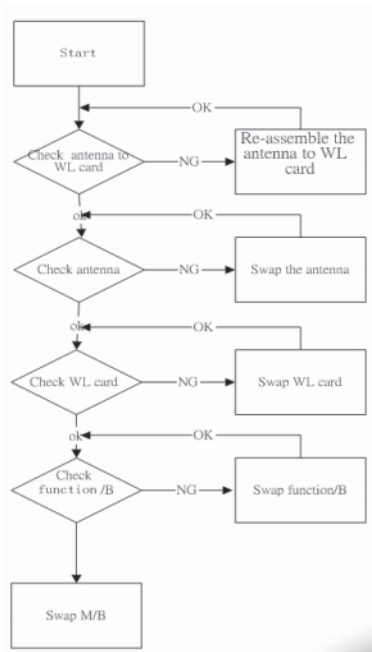 Start
OK
Check antenna to
WL card
NG
Re-assemble the
antenna to WL
card
ok
OK
Check antenna
NG
Swap the antenna
ok
OK
Check WL card
NG
Swap WL card
ok
OK
Check
function /B
NG
Swap function/B
Swap M/B